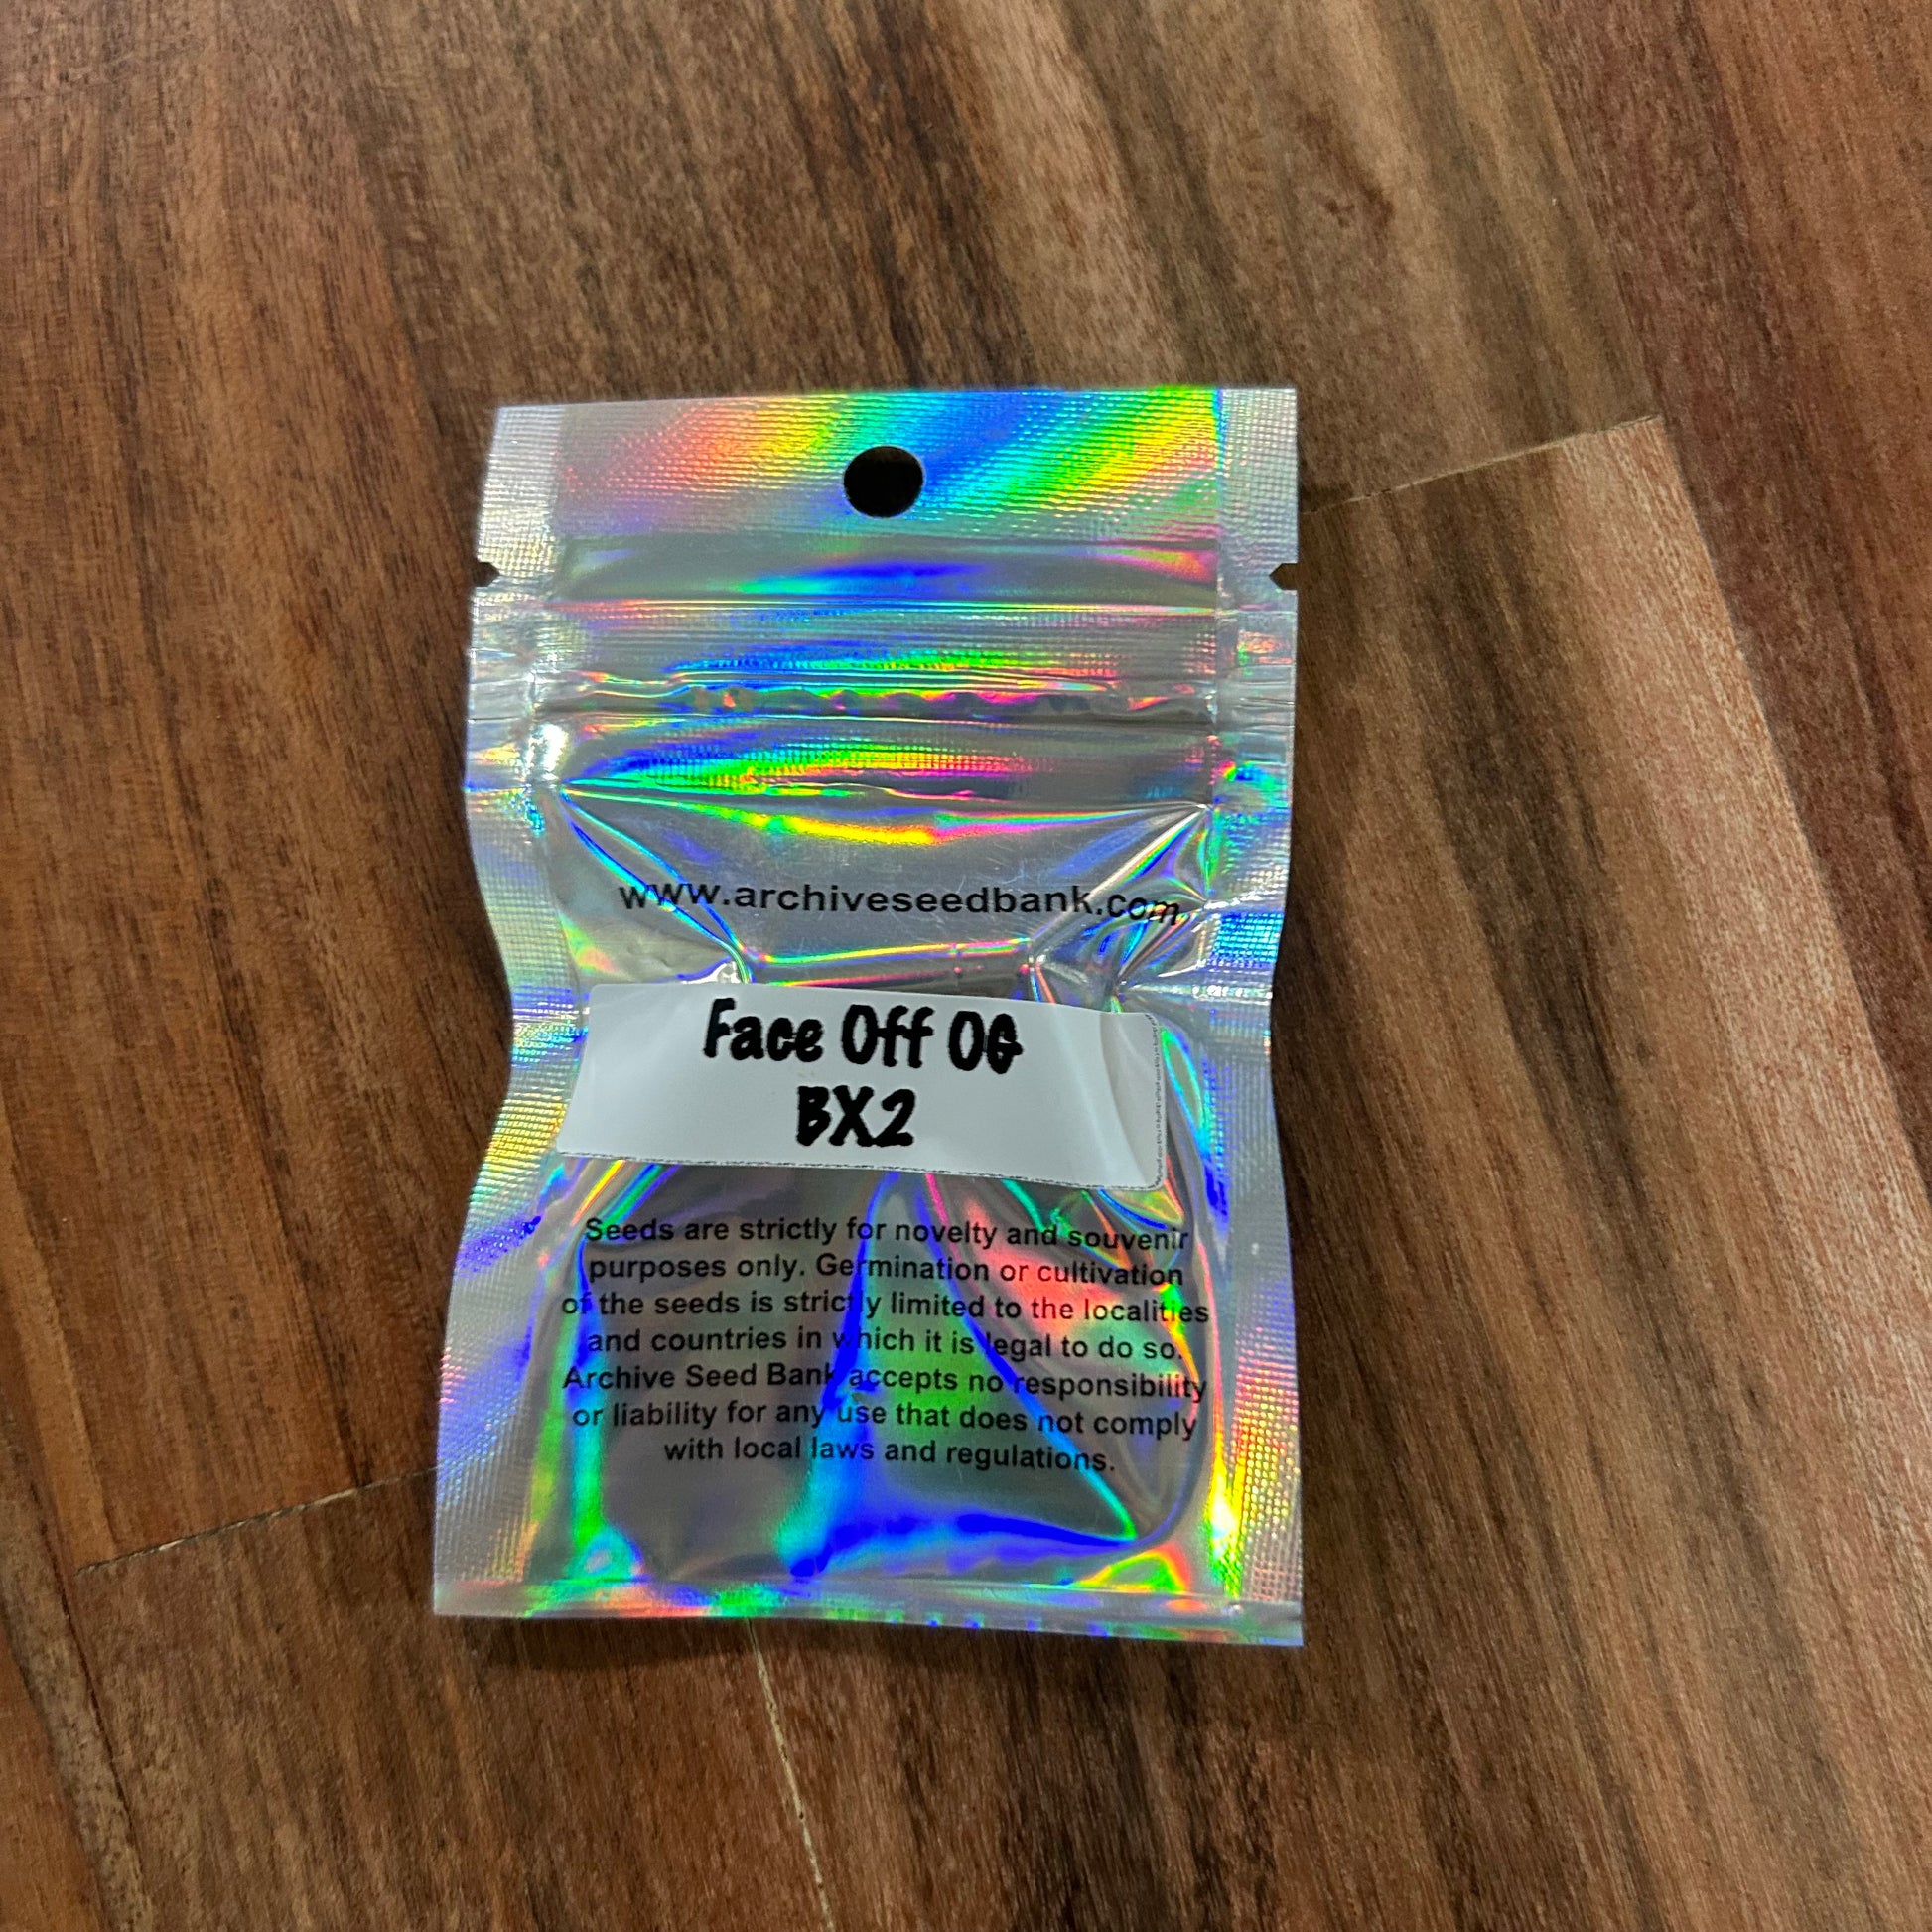 www.archiveseedbank.com
Face Off OG
BX2
Seeds are strictly for novelty and souvenir
purposes only. Germination or cultivation
of the seeds is strictly limited to the localities
and countries in which it is legal to do so.
Archive Seed Bank accepts no responsibility
or liability for any use that does not comply
with local laws and regulations.